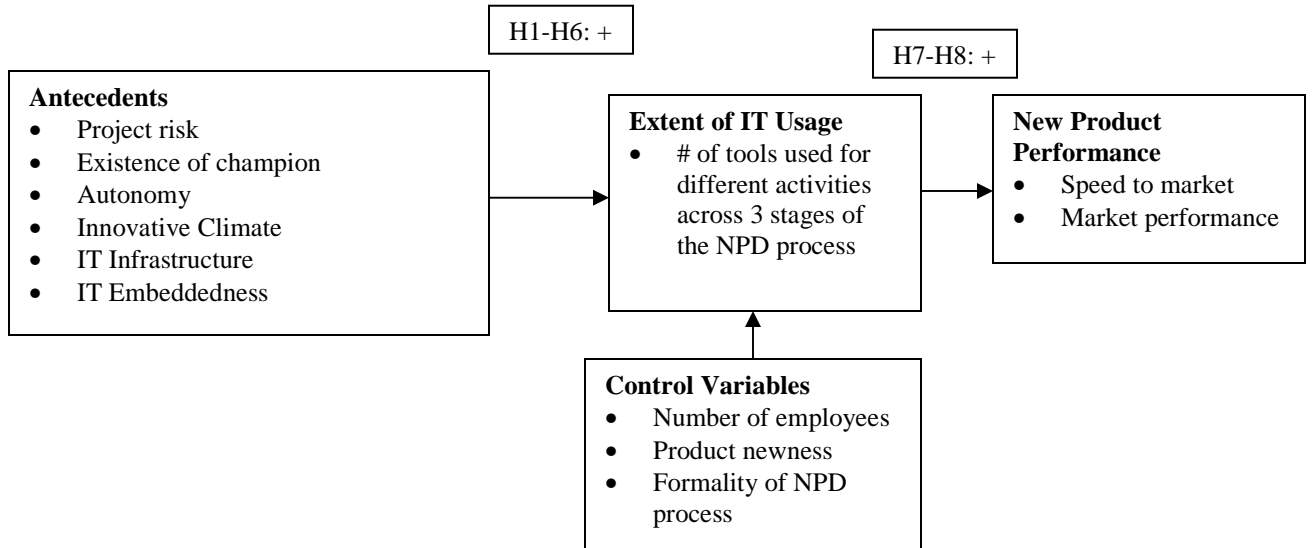 H1-H6: +
H7-H8: +
Antecedents
• Project risk
• Existence of champion
• Autonomy
• Innovative Climate
• IT Infrastructure
• IT Embeddedness
Extent of IT Usage
• # of tools used for
different activities
across 3 stages of
the NPD process
New Product
Performance
• Speed to market
• Market performance
Control Variables
• Number of employees
• Product newness
• Formality of NPD
process